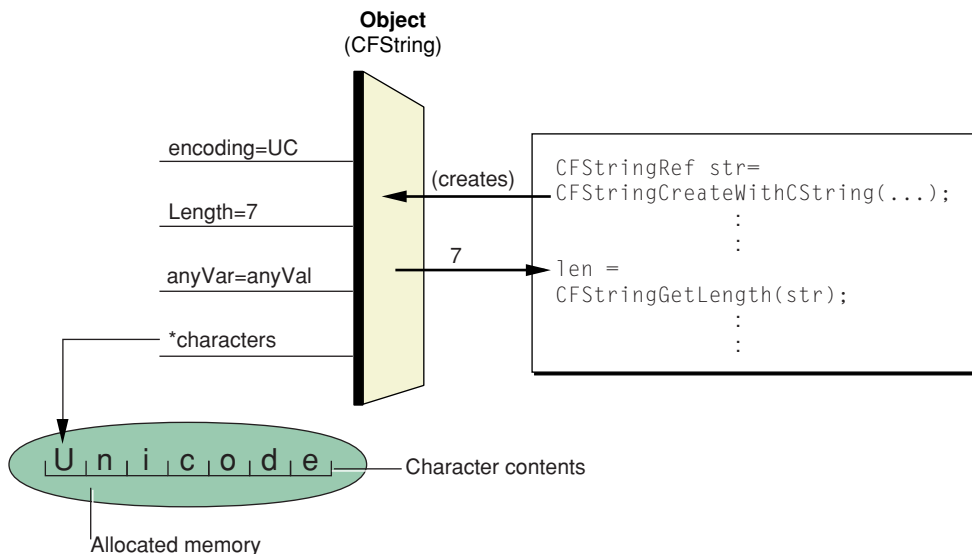 Object
(CFString)
encoding=UC
Length=7
anyVar=anyVal
*characters
(creates)
7
CFStringRef str=
CFStringCreateWithCString(...);
:
:
len =
CFStringGetLength(str);
:
:
U n i c o d e
Character contents
Allocated memory